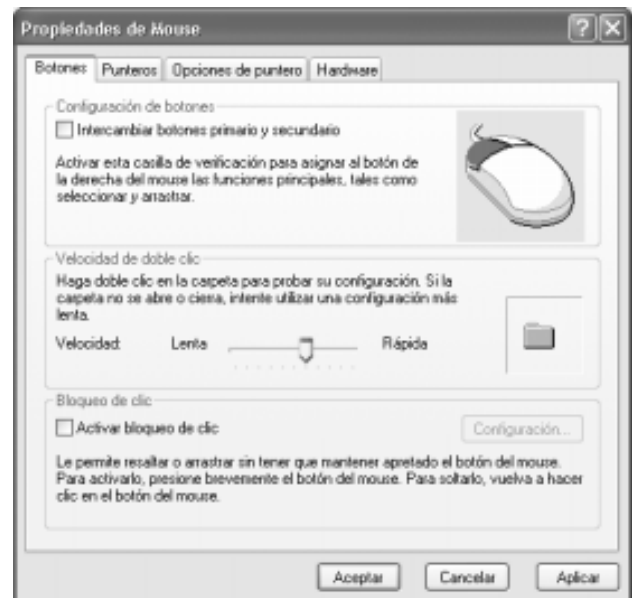 Propiedades de Mouse
Botones Punteros Opciones de puntero Hardware
Configuración de botones
Intercambiar botones primario y secundario
Activar esta casilla de verificación para asignar al botón de
la derecha del mouse las funciones principales, tales como
seleccionar y arrastrar.
Velocidad de doble clic
Haga doble clic en la carpeta para probar su configuración. Si la
carpeta no se abre o cierra, intente utilizar una configuración más
lenta.
Velocidad: Lenta Rápida
Bloqueo de clic
Activar bloqueo de clic Configuración...
Le permite resaltar o arrastrar sin tener que mantener apretado el botón del mouse.
Para activarlo, presione brevemente el botón del mouse. Para soltarlo, vuelva a hacer
clic en el botón del mouse.
Aceptar Cancelar Aplicar